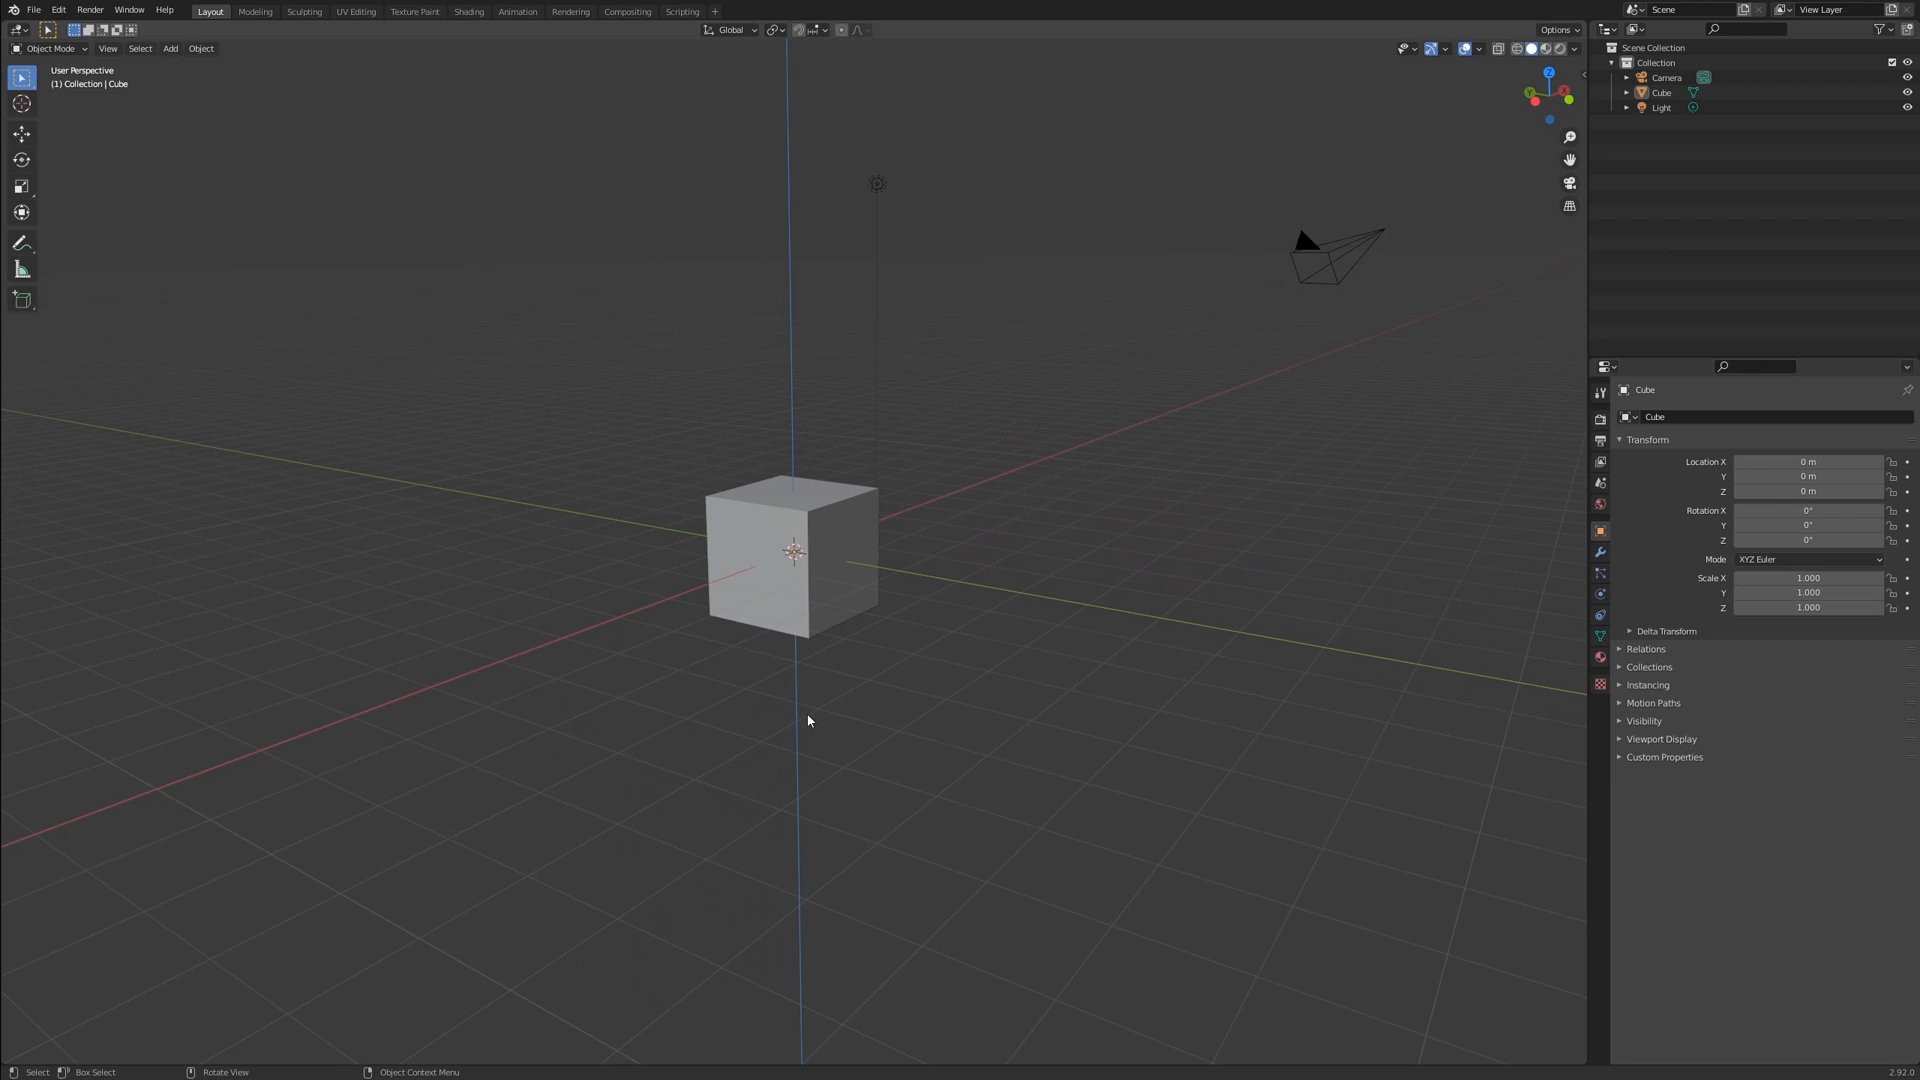 File Edit Render Window Help Layout Modeling Sculpting UV Editing Texture Paint Shading Animation Rendering Compositing Scripting + Scene View Layer
Global Options
Object Mode View Select Add Object
User Perspective
(1) Collection | Cube
Z
Y
X
Scene Collection
Collection
Camera
Cube
Light
Cube
Cube
Transform
Location X 0 m
Y 0 m
Z 0 m
Rotation X 0°
Y 0°
Z 0°
Mode XYZ Euler
Scale X 1.000
Y 1.000
Z 1.000
Delta Transform
Relations
Collections
Instancing
Motion Paths
Visibility
Viewport Display
Custom Properties
Select Box Select Rotate View Object Context Menu 2.92.0